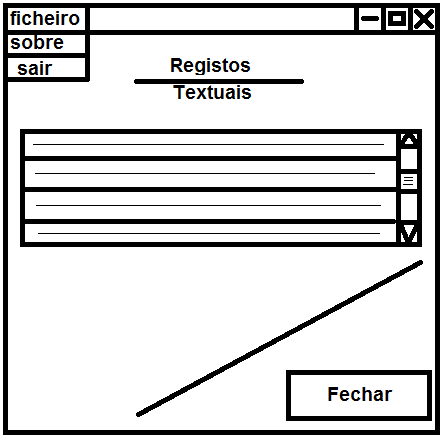 ficheiro
sobre
sair
Registos
Textuais
Fechar